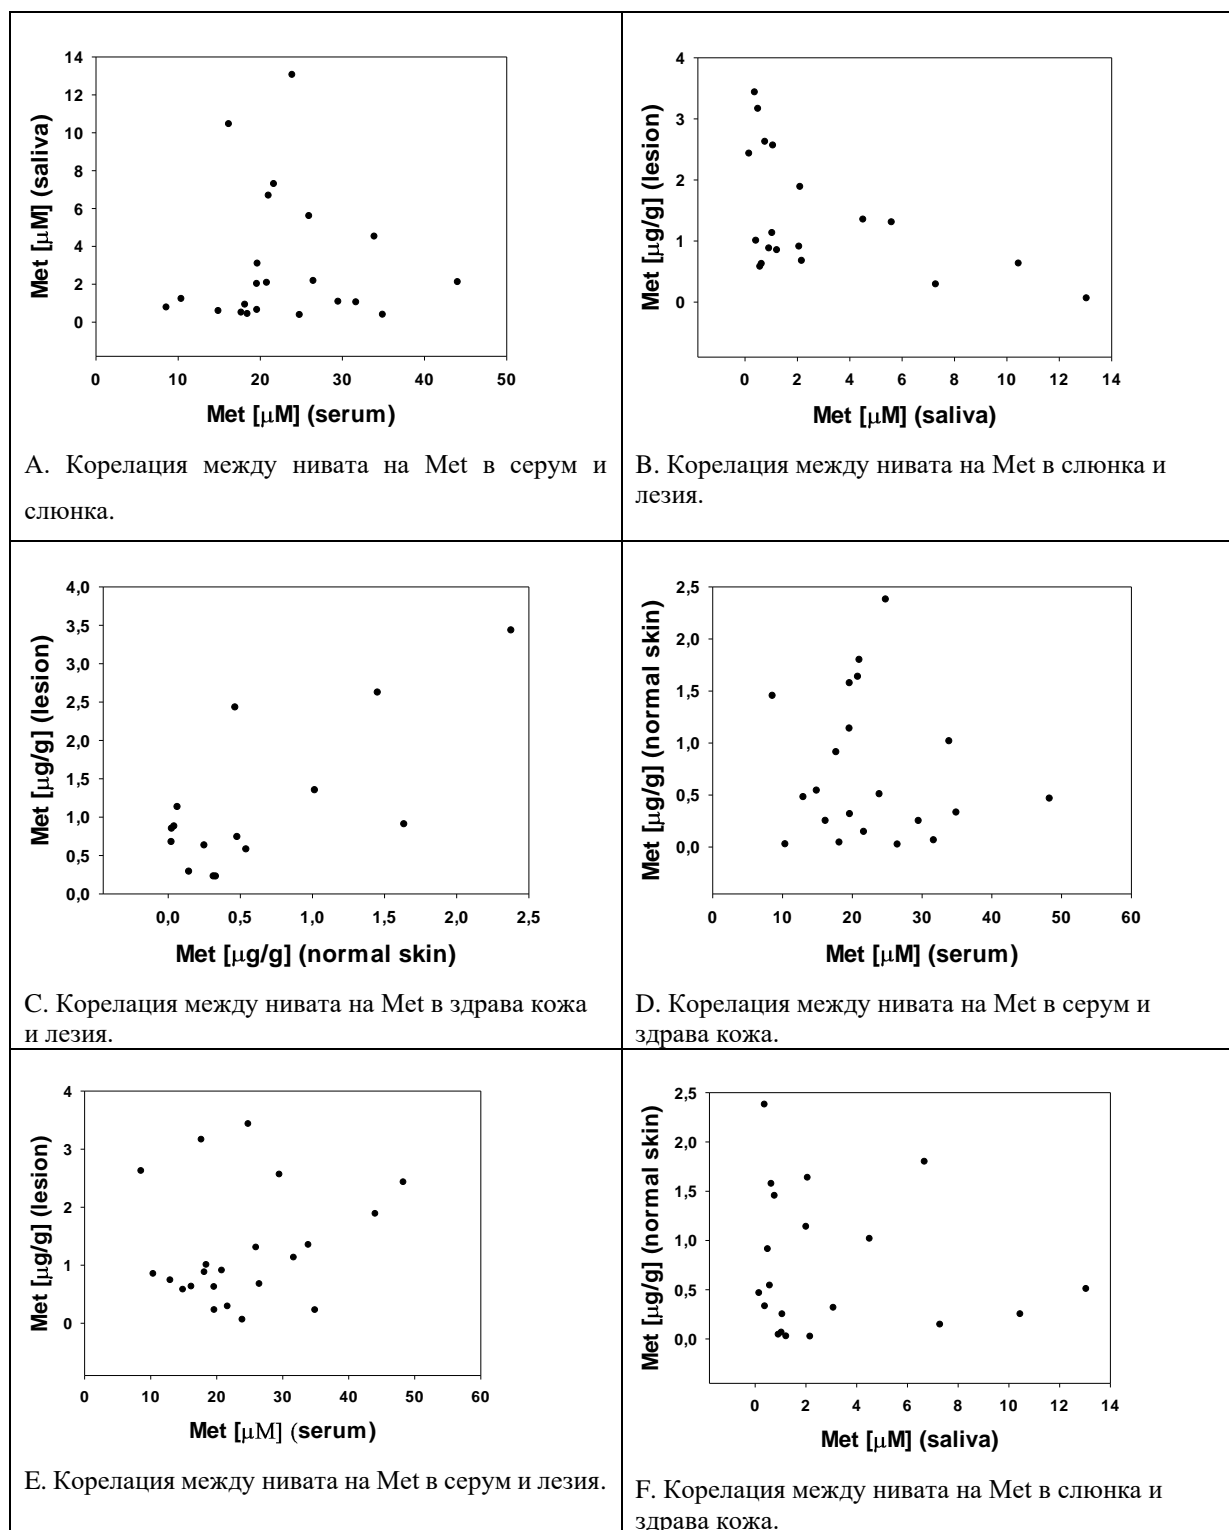 14
12
10
8
6
4
2
0
Met [μM] (saliva)
0 10 20 30 40 50
Met [μM] (serum)
A. Корелация между нивата на Met в серум и
слюнка.
4
3
2
1
0
Met [μg/g] (lesion)
0 2 4 6 8 10 12 14
Met [μM] (saliva)
B. Корелация между нивата на Met в слюнка и
лезия.
4,0
3,5
3,0
2,5
2,0
1,5
1,0
0,5
0,0
Met [μg/g] (lesion)
0,0 0,5 1,0 1,5 2,0 2,5
Met [μg/g] (normal skin)
C. Корелация между нивата на Met в здрава кожа
и лезия.
2,5
2,0
1,5
1,0
0,5
0,0
Met [μg/g] (normal skin)
0 10 20 30 40 50 60
Met [μM] (serum)
D. Корелация между нивата на Met в серум и
здрава кожа.
4
3
2
1
0
Met [μg/g] (lesion)
0 10 20 30 40 50 60
Met [μM] (serum)
E. Корелация между нивата на Met в серум и лезия.
2,5
2,0
1,5
1,0
0,5
0,0
Met [μg/g] (normal skin)
0 2 4 6 8 10 12 14
Met [μM] (saliva)
F. Корелация между нивата на Met в слюнка и
здрава кожа.